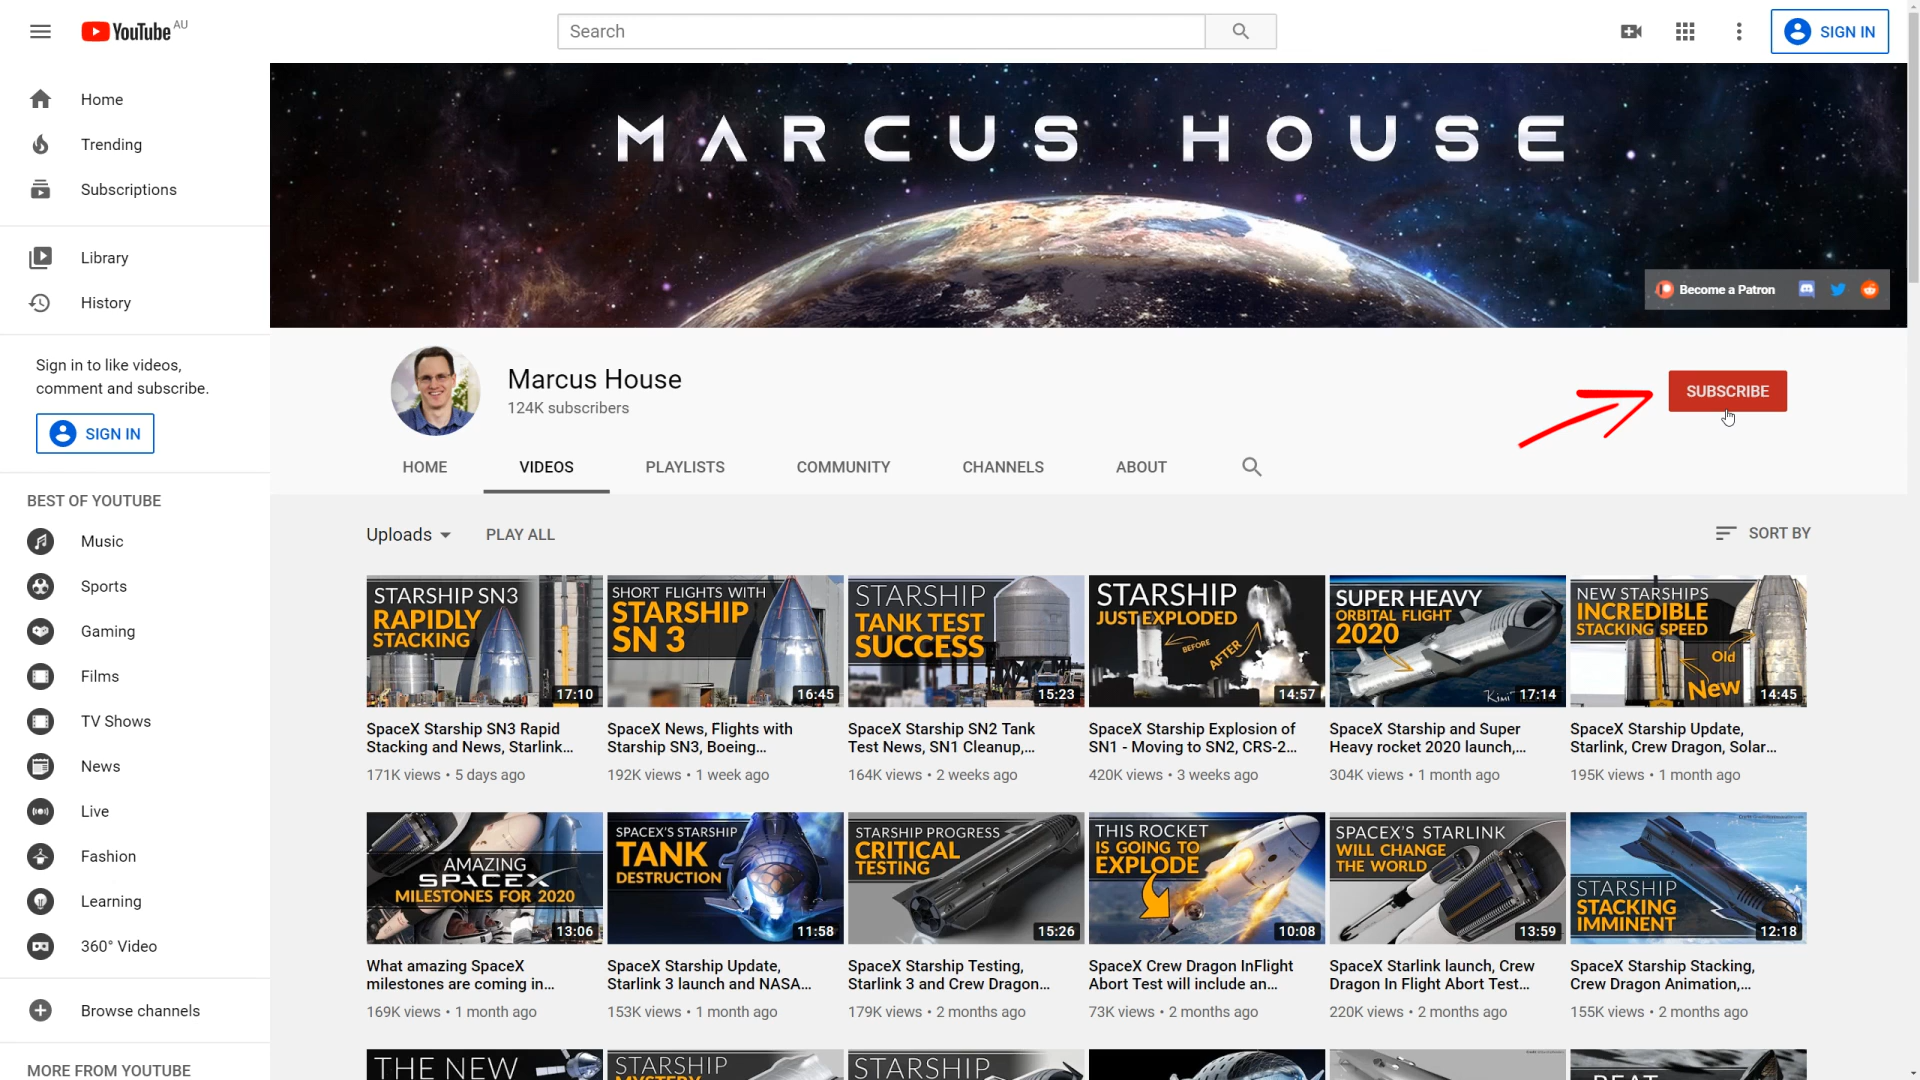 YouTube AU
Search
SIGN IN
Home
Trending
Subscriptions
Library
History
Sign in to like videos,
comment and subscribe.
SIGN IN
BEST OF YOUTUBE
Music
Sports
Gaming
Films
TV Shows
News
Live
Fashion
Learning
360° Video
Browse channels
MORE FROM YOUTUBE
MARCUS HOUSE
Become a Patron
Marcus House
124K subscribers
SUBSCRIBE
HOME VIDEOS PLAYLISTS COMMUNITY CHANNELS ABOUT
Uploads PLAY ALL SORT BY
STARSHIP SN3
RAPIDLY
STACKING
17:10
SpaceX Starship SN3 Rapid
Stacking and News, Starlink...
171K views • 5 days ago
SHORT FLIGHTS WITH
STARSHIP
SN 3
16:45
SpaceX News, Flights with
Starship SN3, Boeing...
192K views • 1 week ago
STARSHIP
TANK TEST
SUCCESS
15:23
SpaceX Starship SN2 Tank
Test News, SN1 Cleanup,...
164K views • 2 weeks ago
STARSHIP
JUST EXPLODED
BEFORE
AFTER
14:57
SpaceX Starship Explosion of
SN1 - Moving to SN2, CRS-2...
420K views • 3 weeks ago
SUPER HEAVY
ORBITAL FLIGHT
2020
Kimi
17:14
SpaceX Starship and Super
Heavy rocket 2020 launch,...
304K views • 1 month ago
NEW STARSHIPS
INCREDIBLE
STACKING SPEED
Old
New
14:45
SpaceX Starship Update,
Starlink, Crew Dragon, Solar...
195K views • 1 month ago
AMAZING
SPACEX
MILESTONES FOR 2020
13:06
What amazing SpaceX
milestones are coming in...
169K views • 1 month ago
SPACEX'S STARSHIP
TANK
DESTRUCTION
11:58
SpaceX Starship Update,
Starlink 3 launch and NASA...
153K views • 1 month ago
STARSHIP PROGRESS
CRITICAL
TESTING
15:26
SpaceX Starship Testing,
Starlink 3 and Crew Dragon...
179K views • 2 months ago
THIS ROCKET
IS GOING TO
EXPLODE
10:08
SpaceX Crew Dragon InFlight
Abort Test will include an...
73K views • 2 months ago
SPACEX'S STARLINK
WILL CHANGE
THE WORLD
13:59
SpaceX Starlink launch, Crew
Dragon In Flight Abort Test...
220K views • 2 months ago
STARSHIP
STACKING
IMMINENT
12:18
SpaceX Starship Stacking,
Crew Dragon Animation,...
155K views • 2 months ago
THE NEW
STARSHIP
MYSTERY
STARSHIP